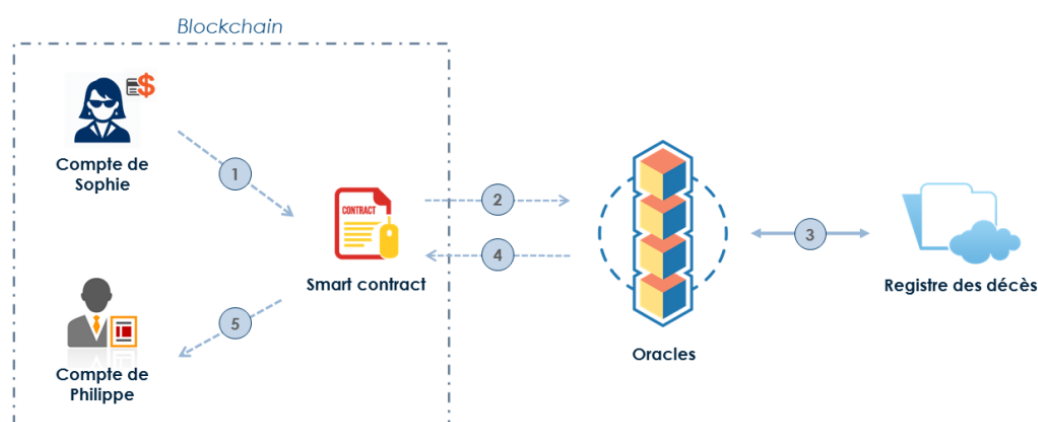 Blockchain
$
Compte de
Sophie
1
CONTRACT
Smart contract
2
4
5
Compte de
Philippe
Oracles
3
Registre des décès